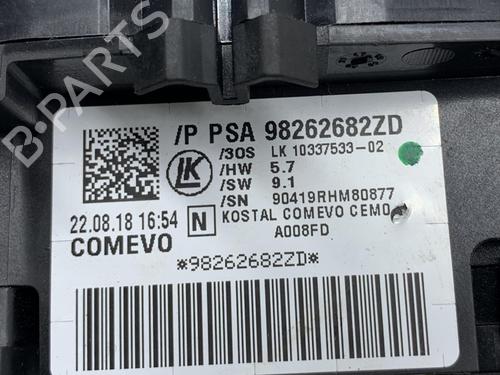 B-PARTS
/P PSA 98262682ZD
/3OS LK 10337533-02
/HW 5.7
/SW 9.1
/SN 90419RHM80877
LK
22.08.18 16:54 N KOSTAL COMEVO CEMO
COMEVO A008FD
*98262682ZD*